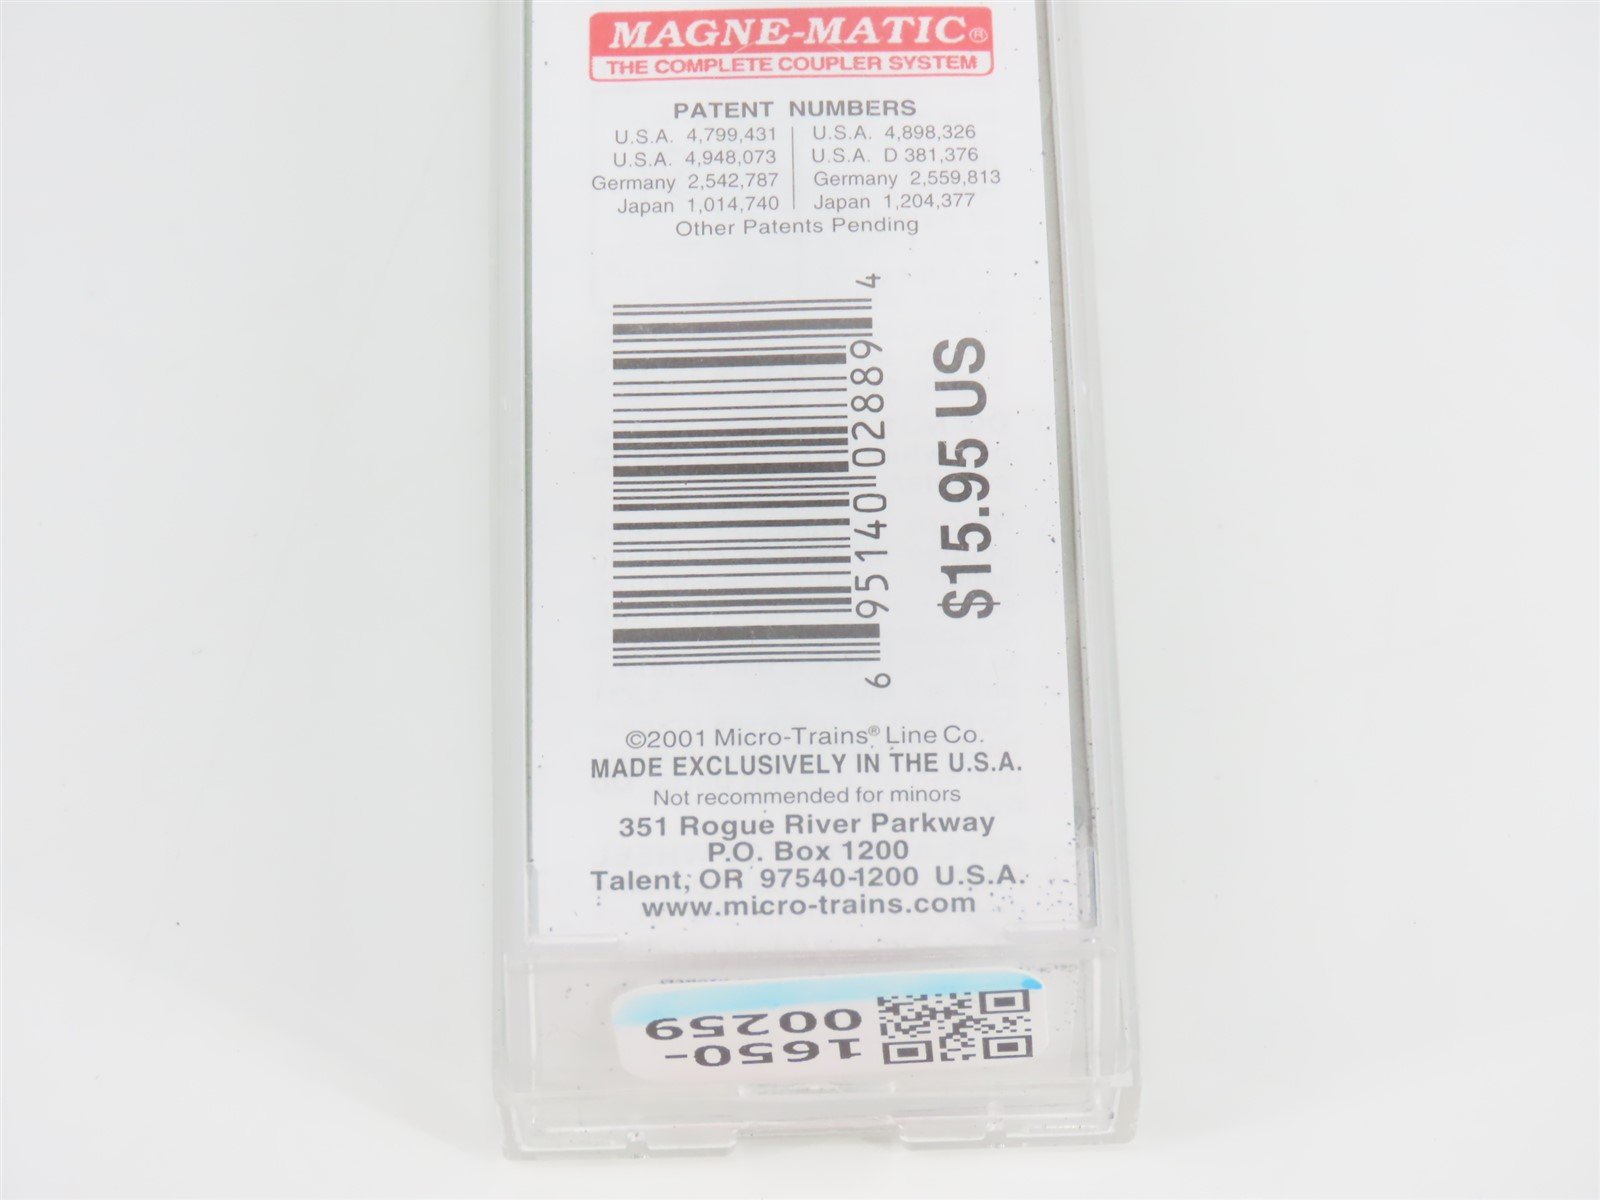 MAGNE-MATIC®
THE COMPLETE COUPLER SYSTEM
PATENT NUMBERS
U.S.A. 4,799,431 | U.S.A. 4,898,326
U.S.A. 4,948,073 | U.S.A. D 381,376
Germany 2,542,787 | Germany 2,559,813
Japan 1,014,740 | Japan 1,204,377
Other Patents Pending
6 95140 02889 4
$15.95 US
©2001 Micro-Trains® Line Co.
MADE EXCLUSIVELY IN THE U.S.A.
Not recommended for minors
351 Rogue River Parkway
P.O. Box 1200
Talent, OR 97540-1200 U.S.A.
www.micro-trains.com
1650-
00259